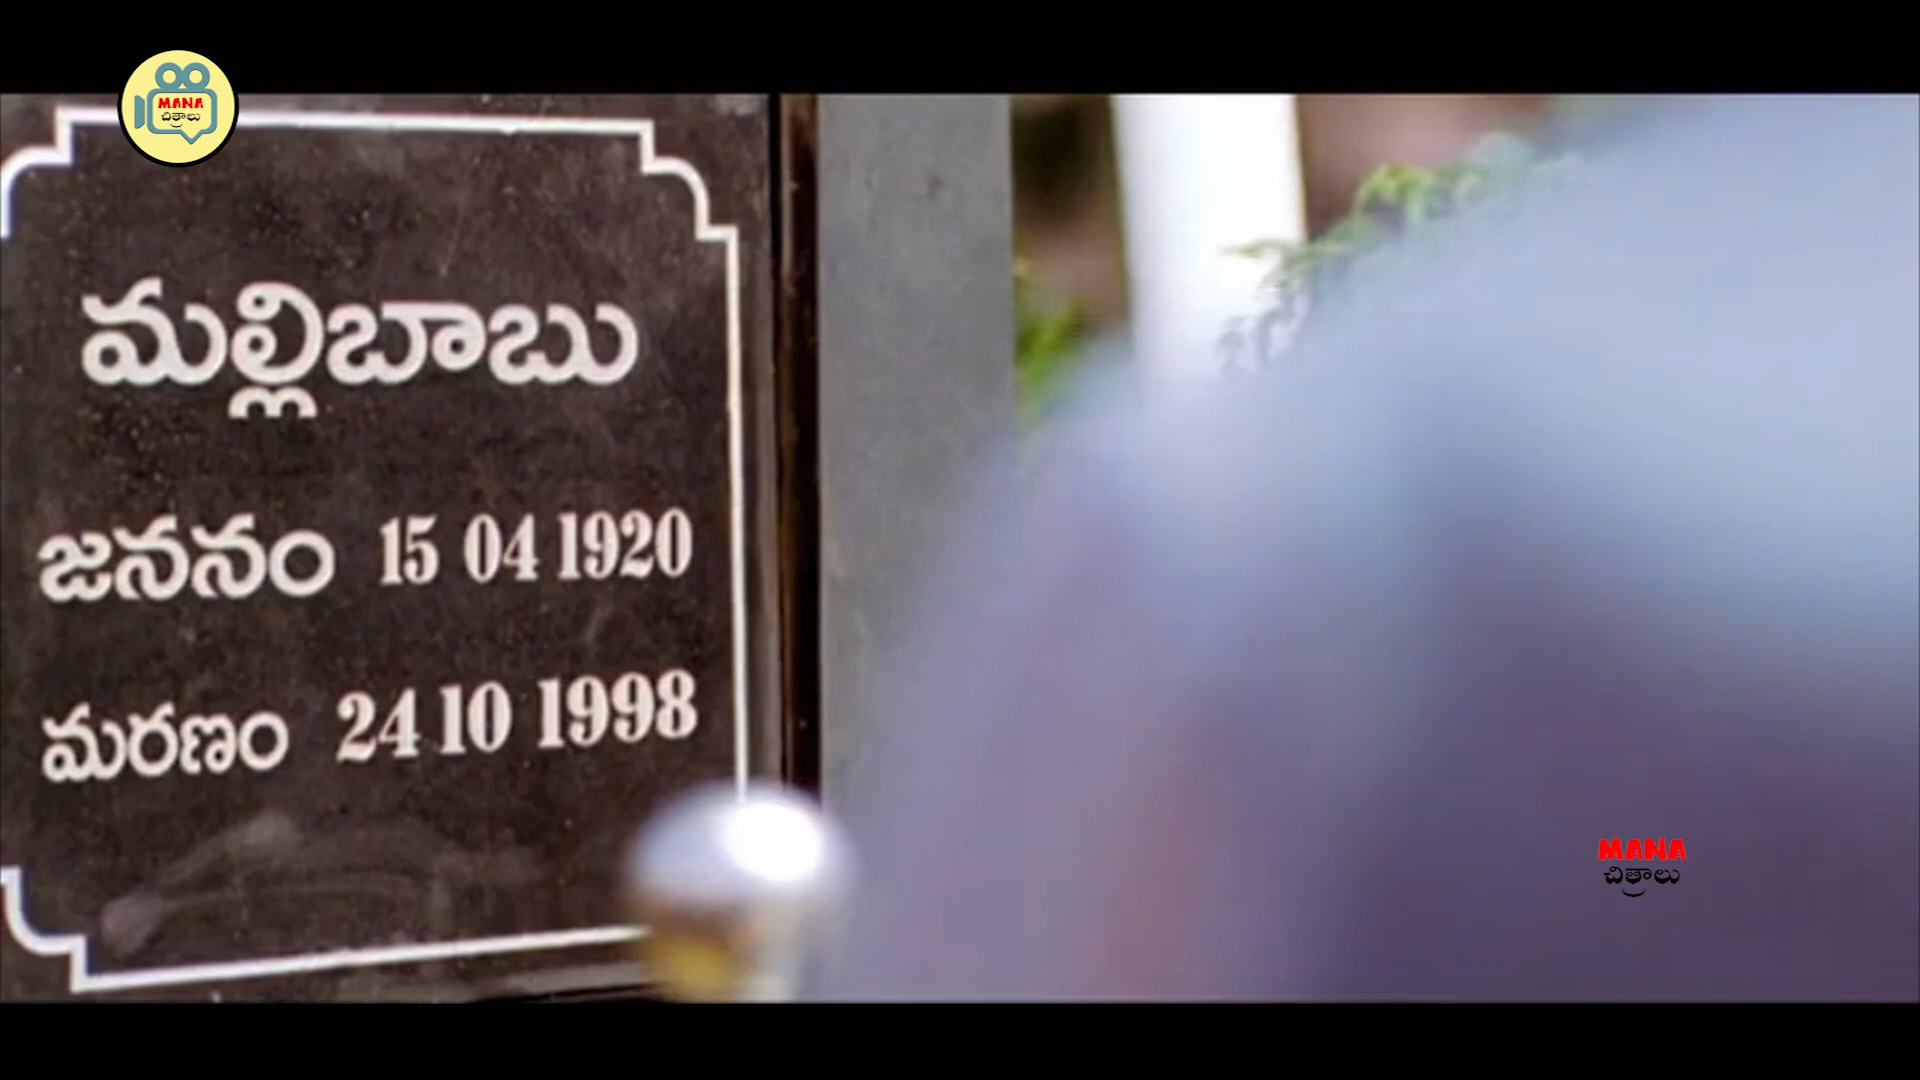 MANA
చిత్రాలు
మల్లిబాబు
జననం 15 04 1920
మరణం 24 10 1998
MANA
చిత్రాలు